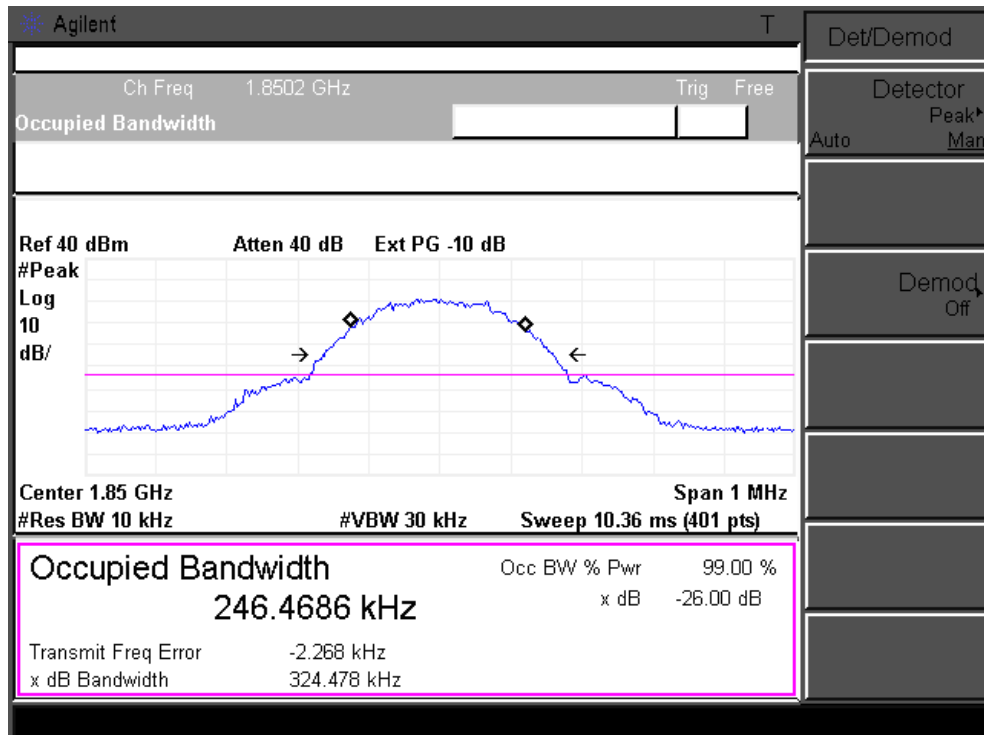 Agilent T
Det/Demod
Ch Freq 1.8502 GHz Trig Free
Occupied Bandwidth
Detector
Peak
Auto Man
Ref 40 dBm Atten 40 dB Ext PG -10 dB
#Peak
Log
10
dB/
Demod
Off
Center 1.85 GHz Span 1 MHz
#Res BW 10 kHz #VBW 30 kHz Sweep 10.36 ms (401 pts)
Occupied Bandwidth
246.4686 kHz
Occ BW % Pwr 99.00 %
x dB -26.00 dB
Transmit Freq Error -2.268 kHz
x dB Bandwidth 324.478 kHz